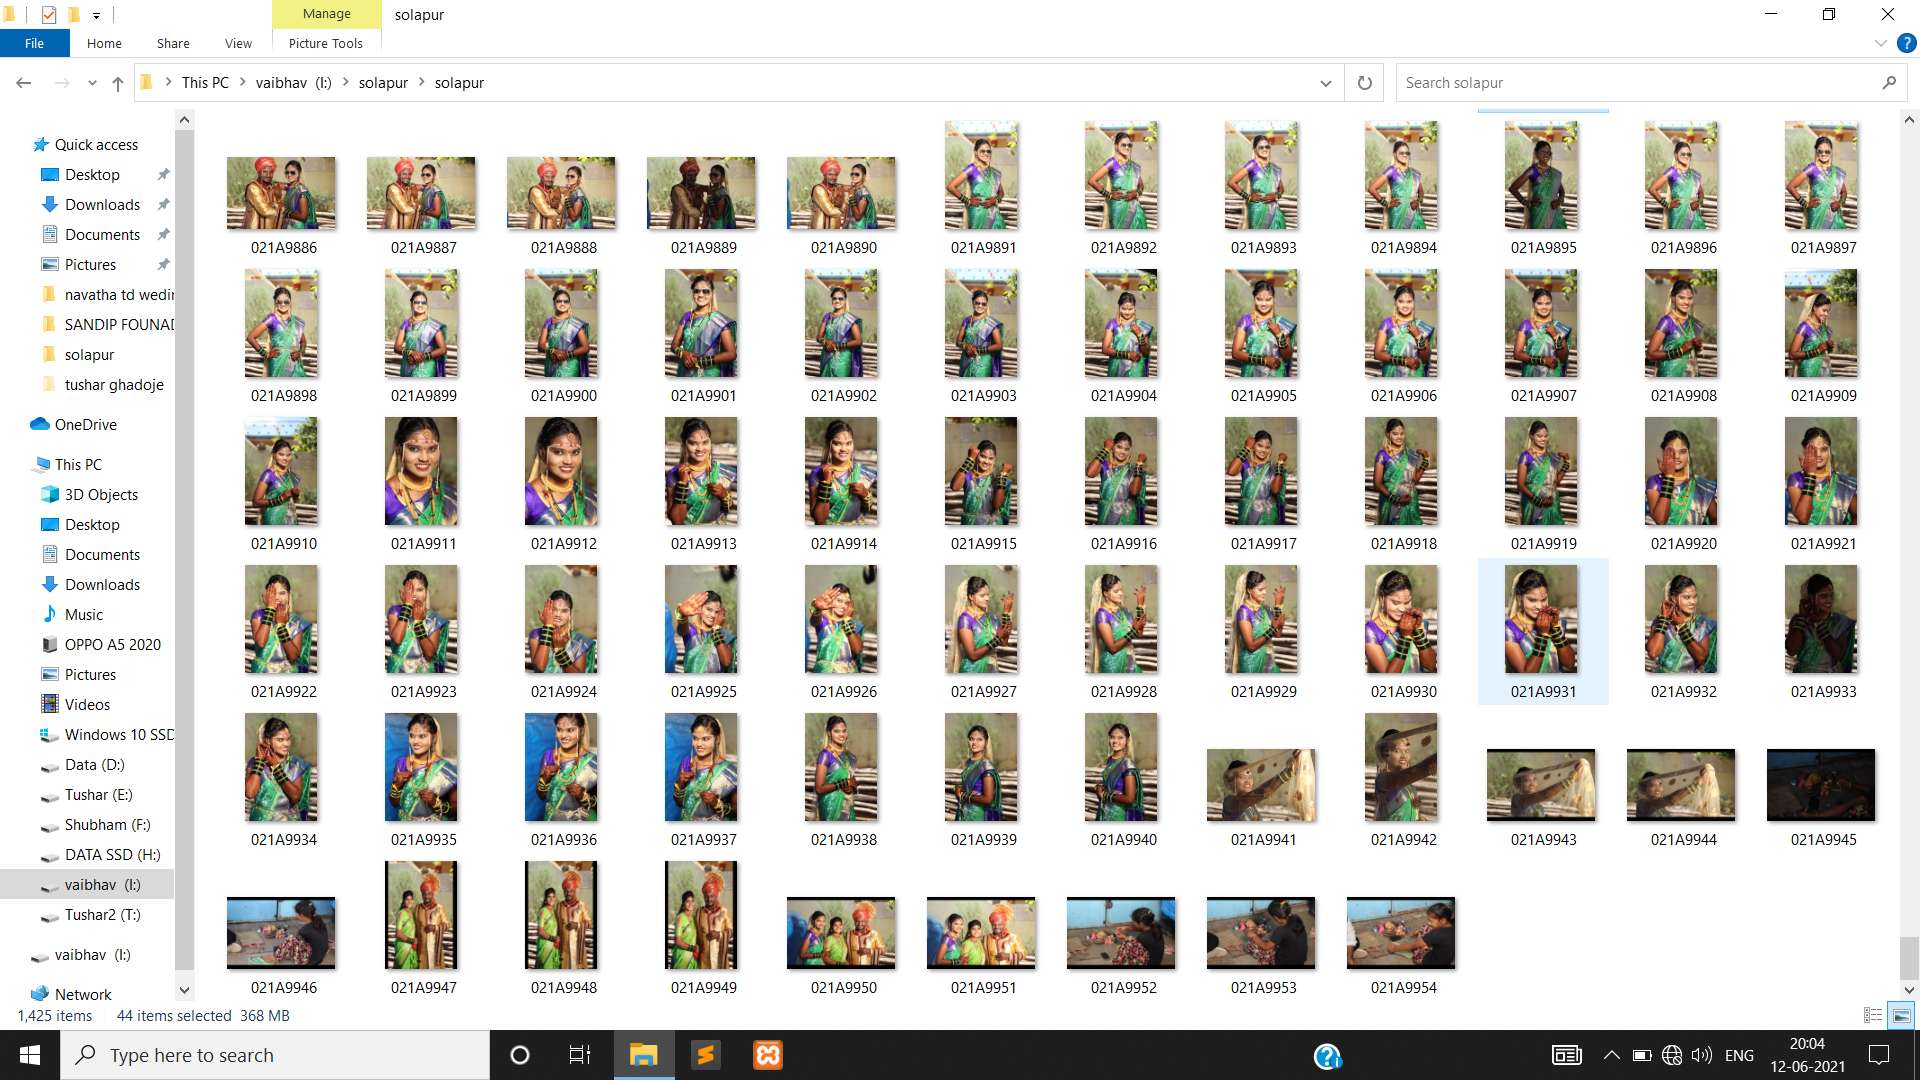 Manage
solapur
File
Home
Share
View
Picture Tools
?
This PC
vaibhav (I:)
solapur
solapur
Search solapur
Quick access
Desktop
Downloads
Documents
Pictures
navatha td wedin
SANDIP FOUNAD
solapur
tushar ghadoje
OneDrive
This PC
3D Objects
Desktop
Documents
Downloads
Music
OPPO A5 2020
Pictures
Videos
Windows 10 SSD
Data (D:)
Tushar (E:)
Shubham (F:)
DATA SSD (H:)
vaibhav (I:)
Tushar2 (T:)
vaibhav (I:)
Network
021A9886 021A9887 021A9888 021A9889 021A9890 021A9891 021A9892 021A9893 021A9894 021A9895 021A9896 021A9897
021A9898 021A9899 021A9900 021A9901 021A9902 021A9903 021A9904 021A9905 021A9906 021A9907 021A9908 021A9909
021A9910 021A9911 021A9912 021A9913 021A9914 021A9915 021A9916 021A9917 021A9918 021A9919 021A9920 021A9921
021A9922 021A9923 021A9924 021A9925 021A9926 021A9927 021A9928 021A9929 021A9930 021A9931 021A9932 021A9933
021A9934 021A9935 021A9936 021A9937 021A9938 021A9939 021A9940 021A9941 021A9942 021A9943 021A9944 021A9945
021A9946 021A9947 021A9948 021A9949 021A9950 021A9951 021A9952 021A9953 021A9954
1,425 items 44 items selected 368 MB
Type here to search
ENG
20:04
12-06-2021